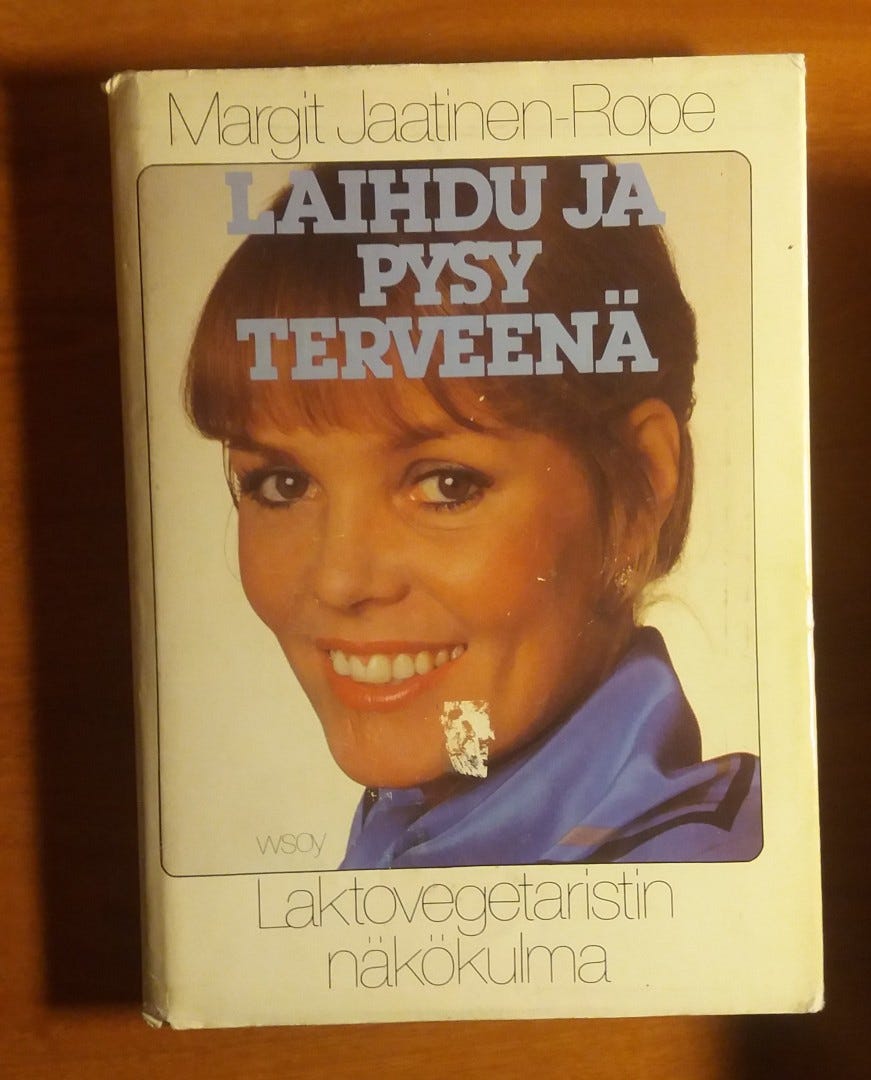 Margit Jaatinen-Rope
LAIHDU JA
PYSY
TERVEENÄ
wsoy
Laktovegetaristin
näkökulma